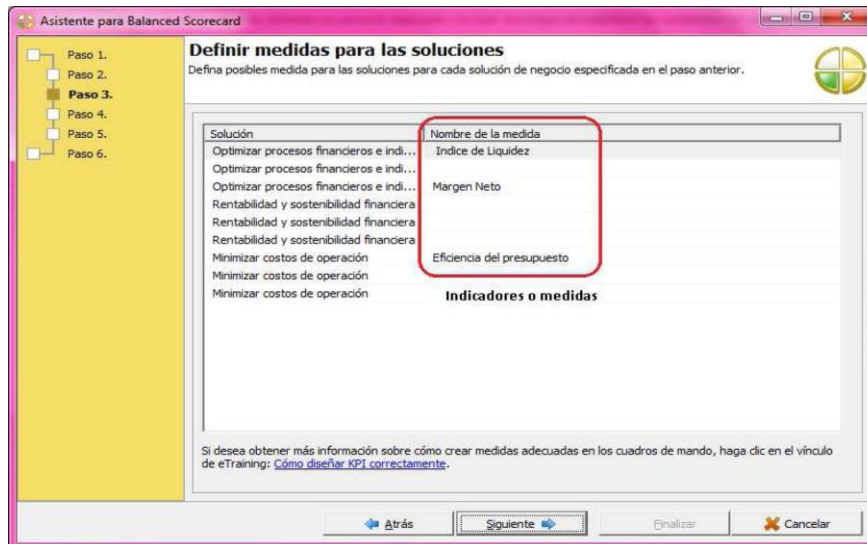 Asistente para Balanced Scorecard
Paso 1.
Paso 2.
Paso 3.
Paso 4.
Paso 5.
Paso 6.
Definir medidas para las soluciones
Defina posibles medida para las soluciones para cada solución de negocio especificada en el paso anterior.
Solución Nombre de la medida
Optimizar procesos financieros e indi... Indice de Liquidez
Optimizar procesos financieros e indi...
Optimizar procesos financieros e indi... Margen Neto
Rentabilidad y sostenibilidad financiera
Rentabilidad y sostenibilidad financiera
Rentabilidad y sostenibilidad financiera
Minimizar costos de operación Eficiencia del presupuesto
Minimizar costos de operación
Minimizar costos de operación Indicadores o medidas
Si desea obtener más información sobre cómo crear medidas adecuadas en los cuadros de mando, haga clic en el vínculo
de eTraining: Cómo diseñar KPI correctamente.
Atrás Siguiente Finalizar Cancelar